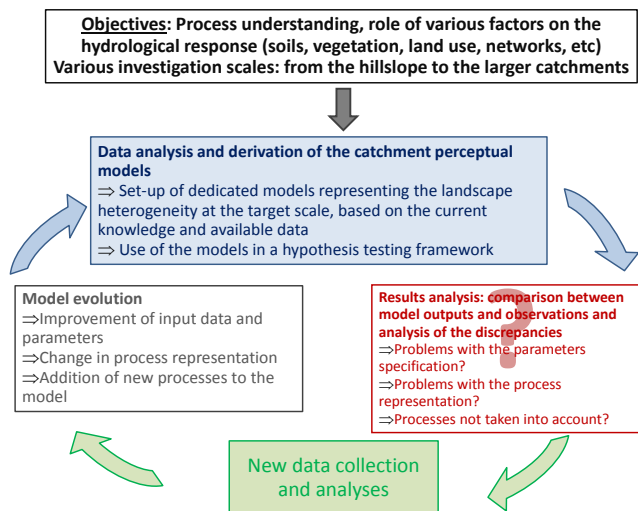 Objectives: Process understanding, role of various factors on the
hydrological response (soils, vegetation, land use, networks, etc)
Various investigation scales: from the hillslope to the larger catchments
Data analysis and derivation of the catchment perceptual
models
⇒ Set-up of dedicated models representing the landscape
heterogeneity at the target scale, based on the current
knowledge and available data
⇒ Use of the models in a hypothesis testing framework
Results analysis: comparison between
model outputs and observations and
analysis of the discrepancies
⇒Problems with the parameters
specification?
⇒Problems with the process
representation?
⇒Processes not taken into account?
?
New data collection
and analyses
Model evolution
⇒Improvement of input data and
parameters
⇒Change in process representation
⇒Addition of new processes to the
model